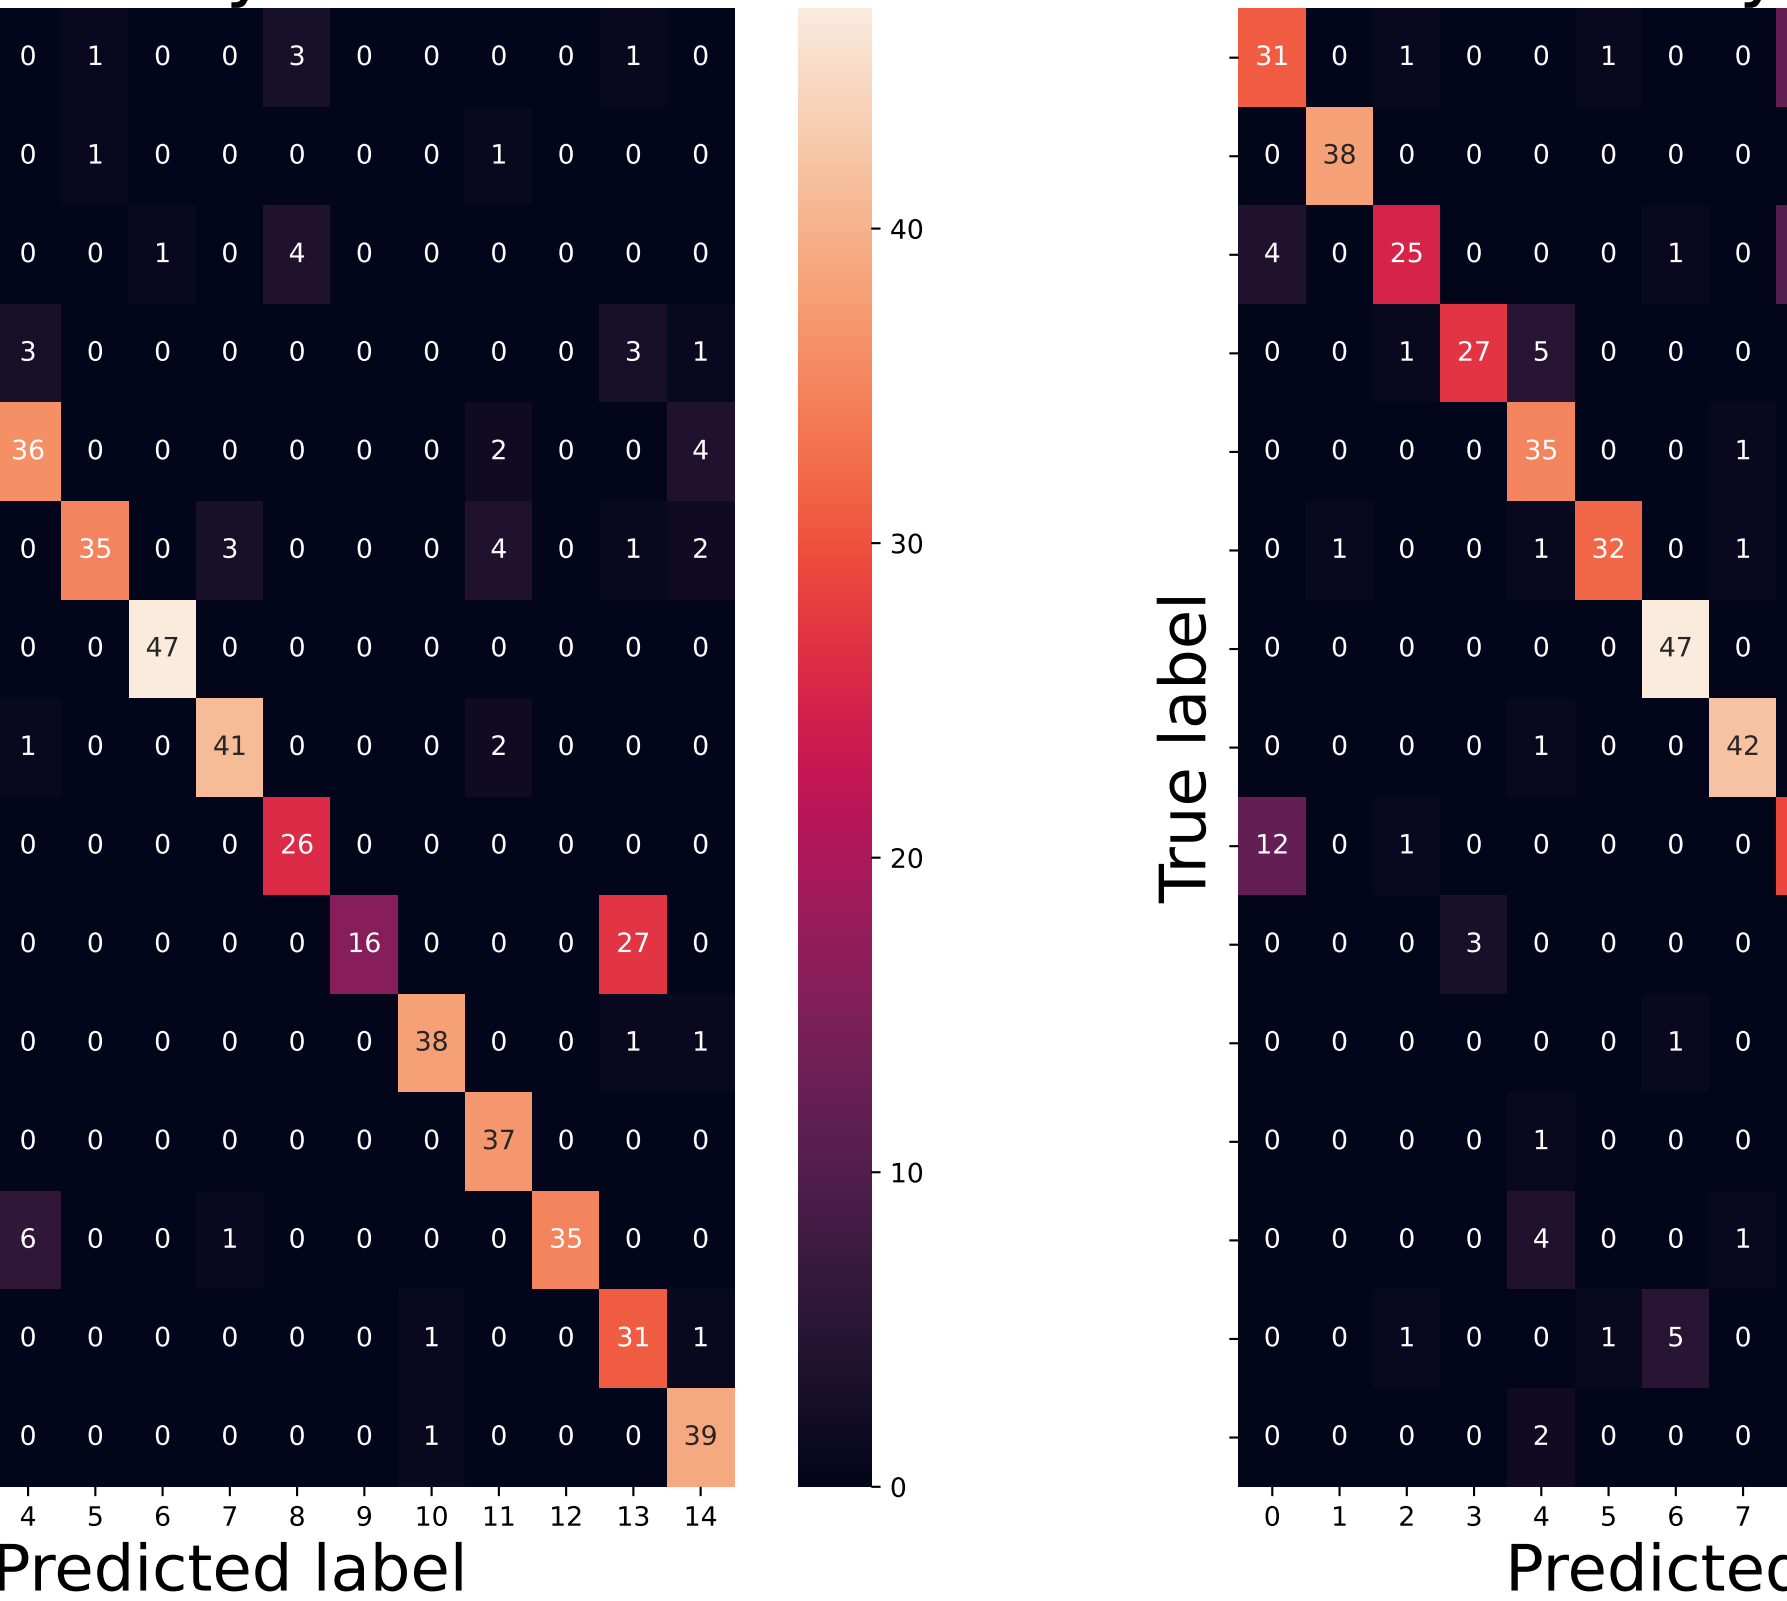 0 1 0 0 3 0 0 0 0 1 0
0 1 0 0 0 0 0 1 0 0 0
0 0 1 0 4 0 0 0 0 0 0
3 0 0 0 0 0 0 0 0 3 1
36 0 0 0 0 0 0 2 0 0 4
0 35 0 3 0 0 0 4 0 1 2
0 0 47 0 0 0 0 0 0 0 0
1 0 0 41 0 0 0 2 0 0 0
0 0 0 0 26 0 0 0 0 0 0
0 0 0 0 0 16 0 0 0 27 0
0 0 0 0 0 0 38 0 0 1 1
0 0 0 0 0 0 0 37 0 0 0
6 0 0 1 0 0 0 0 35 0 0
0 0 0 0 0 0 1 0 0 31 1
0 0 0 0 0 0 1 0 0 0 39
4 5 6 7 8 9 10 11 12 13 14
Predicted label
40
30
20
10
0
True label
31 0 1 0 0 1 0 0
0 38 0 0 0 0 0 0
4 0 25 0 0 0 1 0
0 0 1 27 5 0 0 0
0 0 0 0 35 0 0 1
0 1 0 0 1 32 0 1
0 0 0 0 0 0 47 0
0 0 0 0 1 0 0 42
12 0 1 0 0 0 0 0
0 0 0 3 0 0 0 0
0 0 0 0 0 0 1 0
0 0 0 0 1 0 0 0
0 0 0 0 4 0 0 1
0 0 1 0 0 1 5 0
0 0 0 0 2 0 0 0
0 1 2 3 4 5 6 7
Predicted